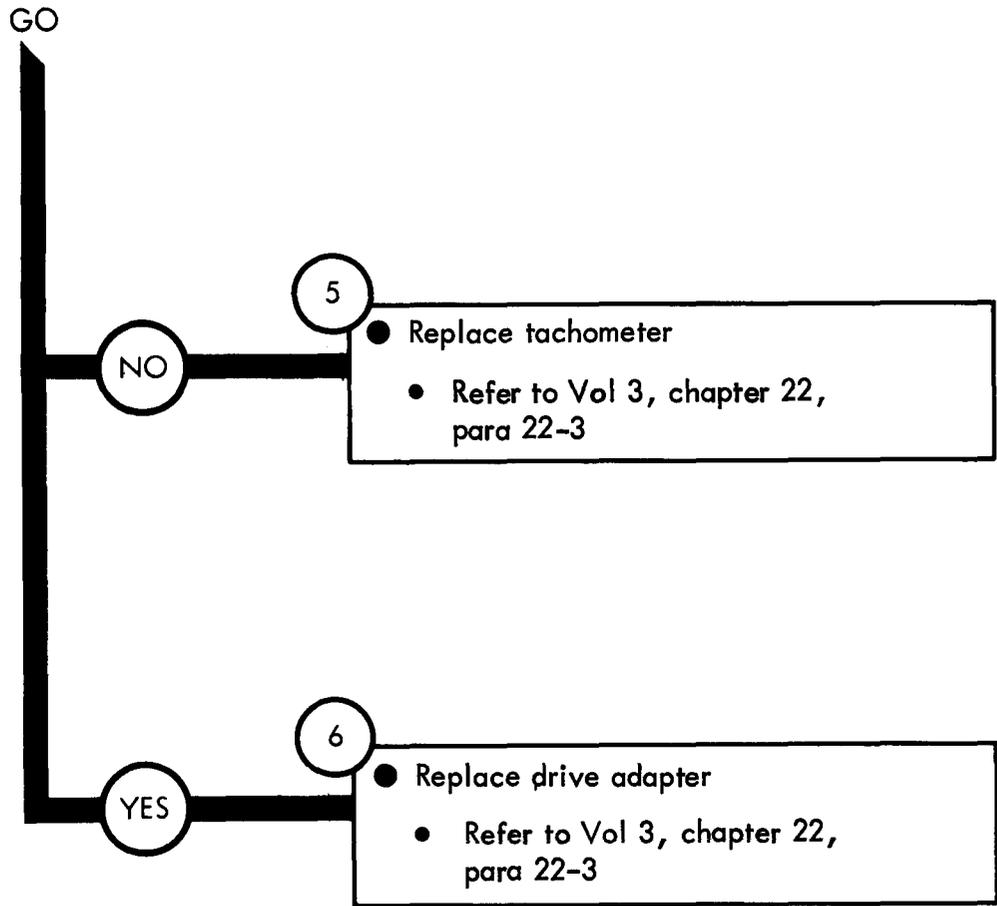 GO
5
● Replace tachometer
NO
● Refer to Vol 3, chapter 22,
para 22-3
6
● Replace drive adapter
YES
● Refer to Vol 3, chapter 22,
para 22-3